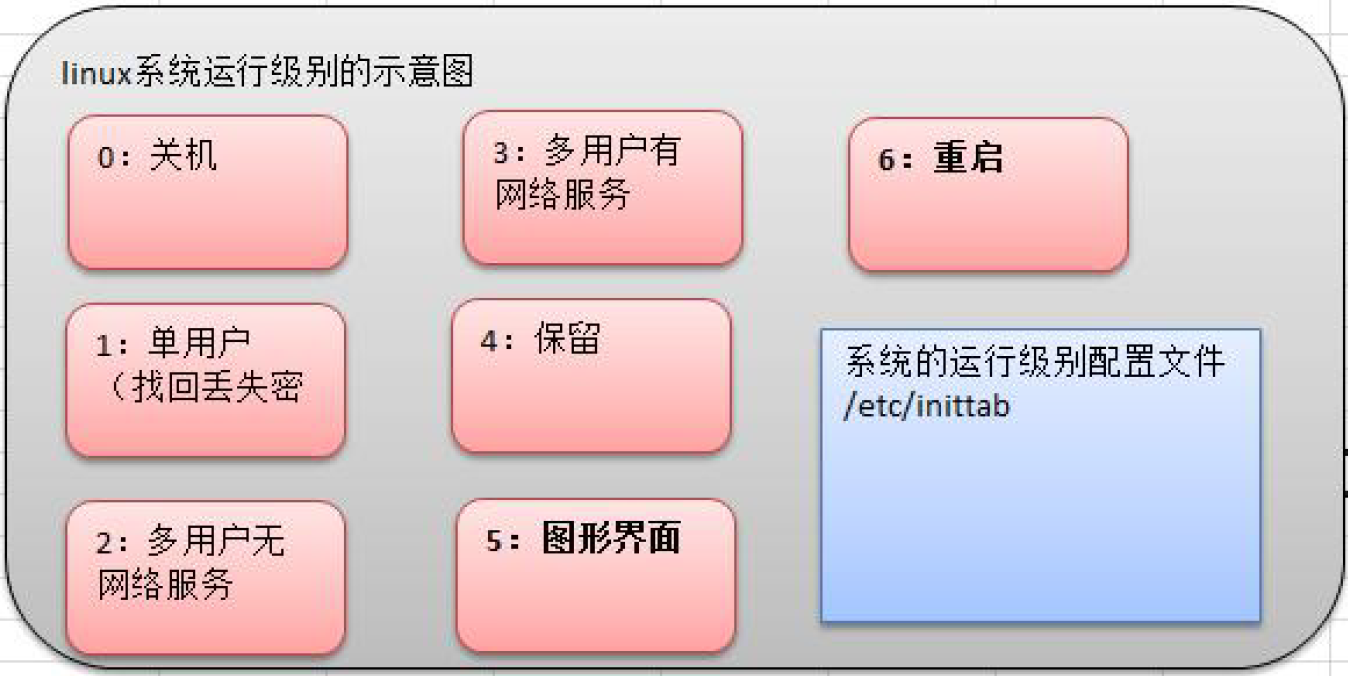 linux系统运行级别的示意图
0：关机
1：单用户
（找回丢失密
2：多用户无
网络服务
3：多用户有
网络服务
4：保留
5：图形界面
6：重启
系统的运行级别配置文件
/etc/inittab